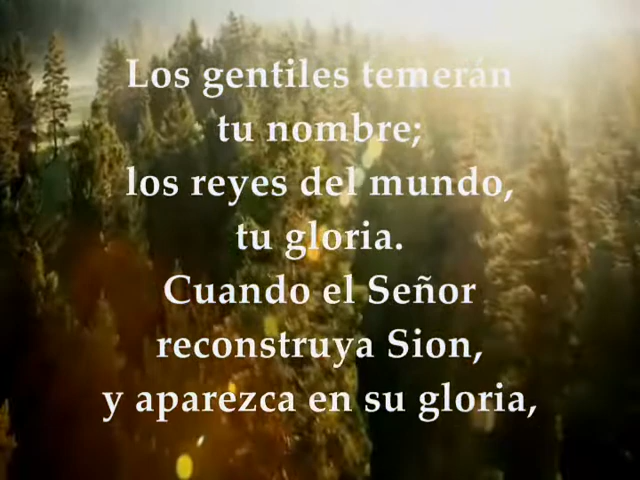 Los gentiles temerán
tu nombre;
los reyes del mundo,
tu gloria.
Cuando el Señor
reconstruya Sion,
y aparezca en su gloria,